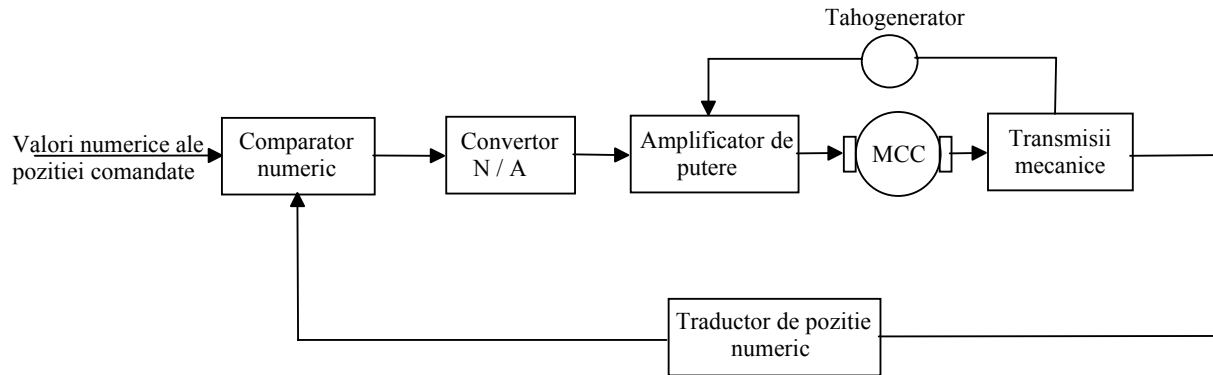 Tahogenerator
Valori numerice ale
pozitiei comandate
Comparator
numeric
Convertor
N / A
Amplificator de
putere
MCC
Transmisii
mecanice
Traductor de pozitie
numeric